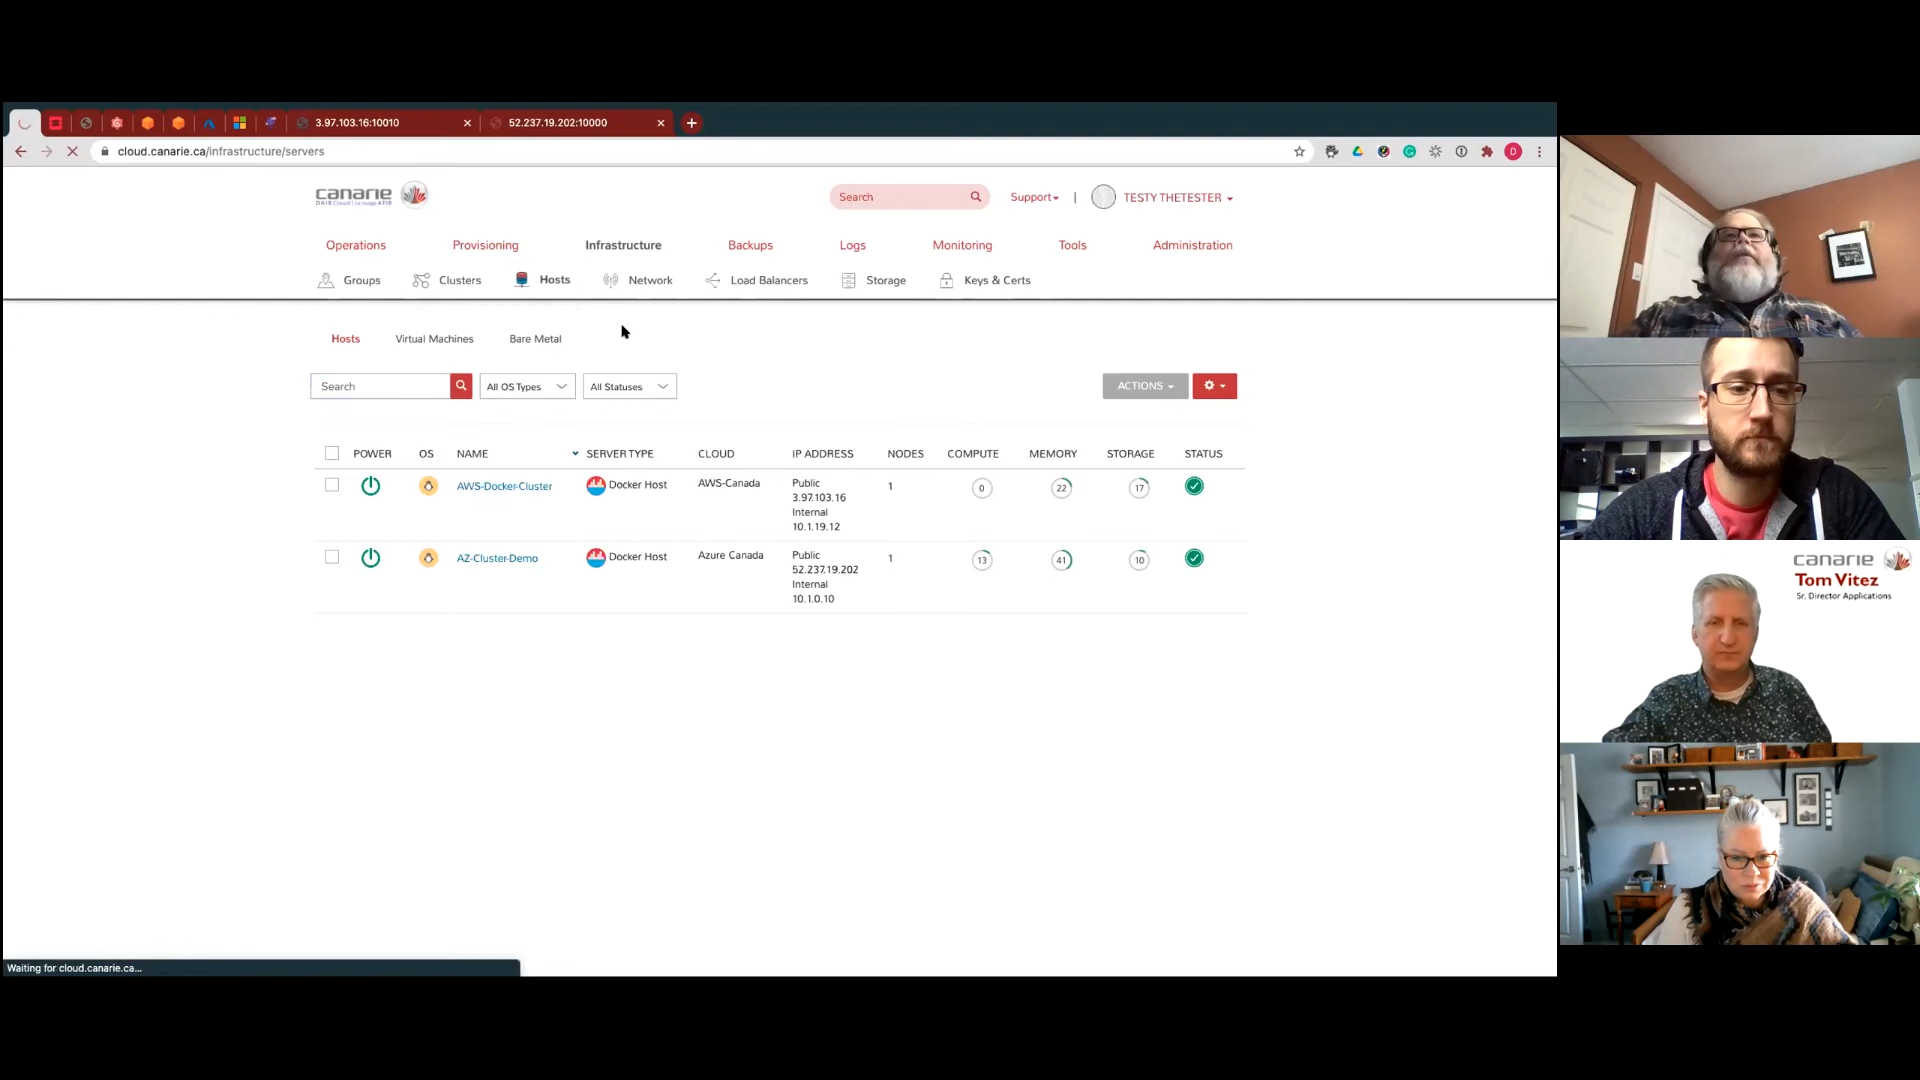 3.97.103.16:10010
52.237.19.202:10000
cloud.canarie.ca/infrastructure/servers
D
canarie
Search
Support
|
TESTY THETESTER
Operations
Provisioning
Infrastructure
Backups
Logs
Monitoring
Tools
Administration
Groups
Clusters
Hosts
Network
Load Balancers
Storage
Keys & Certs
Hosts
Virtual Machines
Bare Metal
Search
All OS Types
All Statuses
ACTIONS
POWER OS NAME SERVER TYPE CLOUD IP ADDRESS NODES COMPUTE MEMORY STORAGE STATUS
AWS-Docker-Cluster Docker Host AWS-Canada Public 1 0 22 17
3.97.103.16
Internal
10.1.19.12
AZ-Cluster-Demo Docker Host Azure Canada Public 1 13 41 10
52.237.19.202
Internal
10.1.0.10
Waiting for cloud.canarie.ca...
canarie
Tom Vitez
Sr. Director Applications